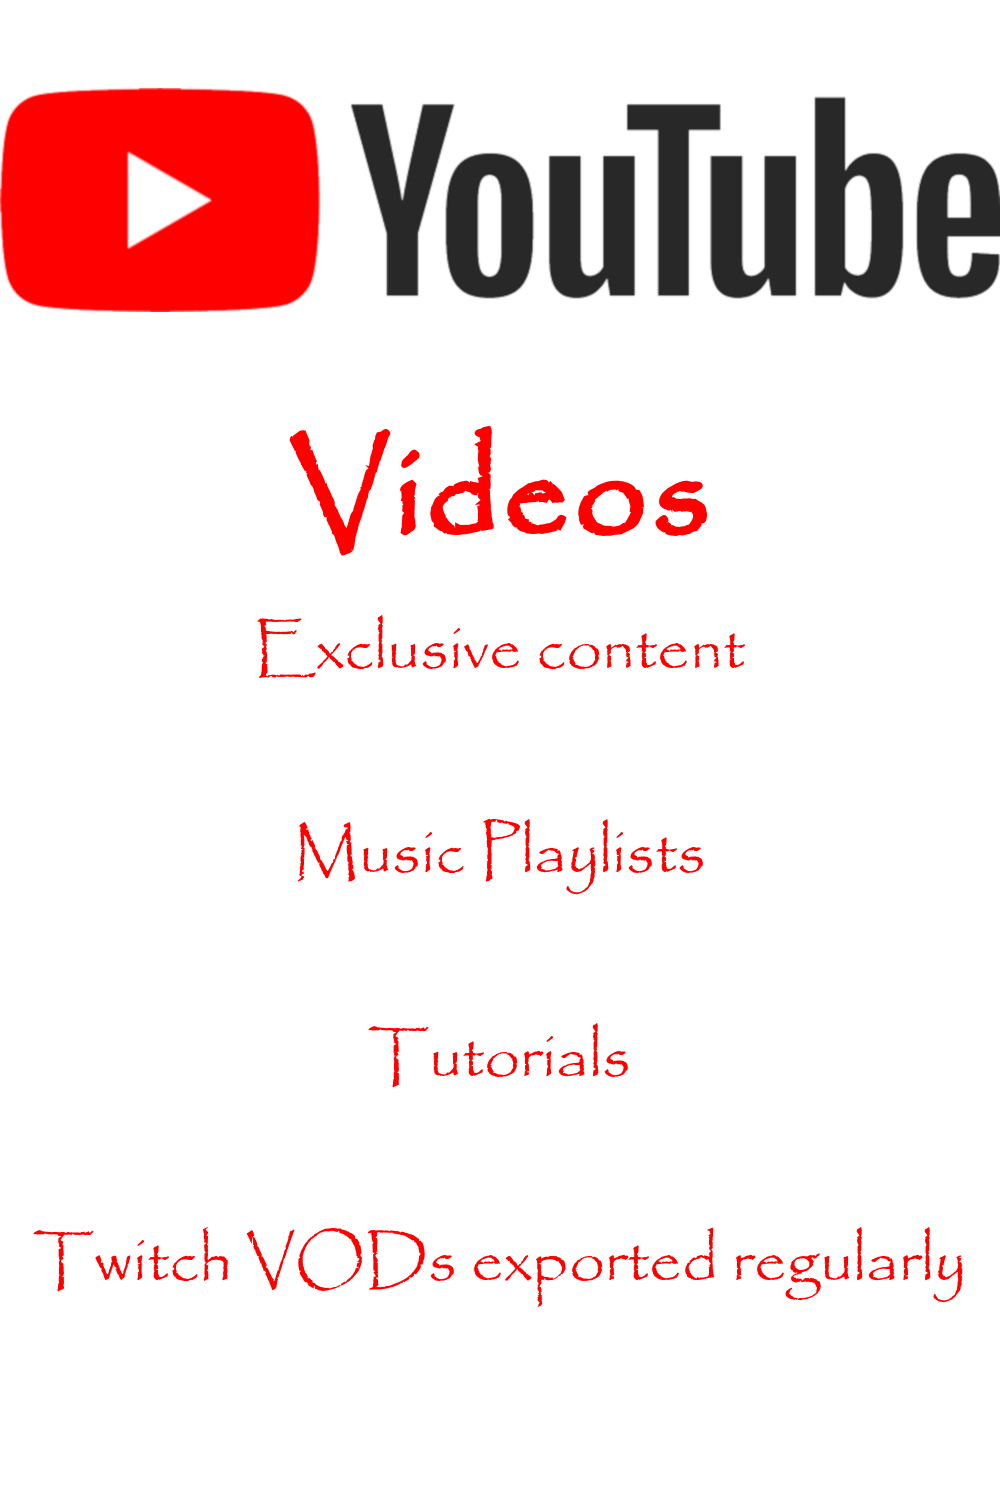 YouTube
Videos
Exclusive content
Music Playlists
Tutorials
Twitch VODs exported regularly